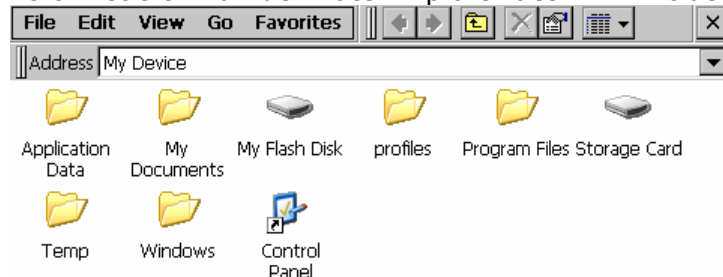 File Edit View Go Favorites
Address My Device
Application Data
My Documents
My Flash Disk
profiles
Program Files
Storage Card
Temp
Windows
Control Panel